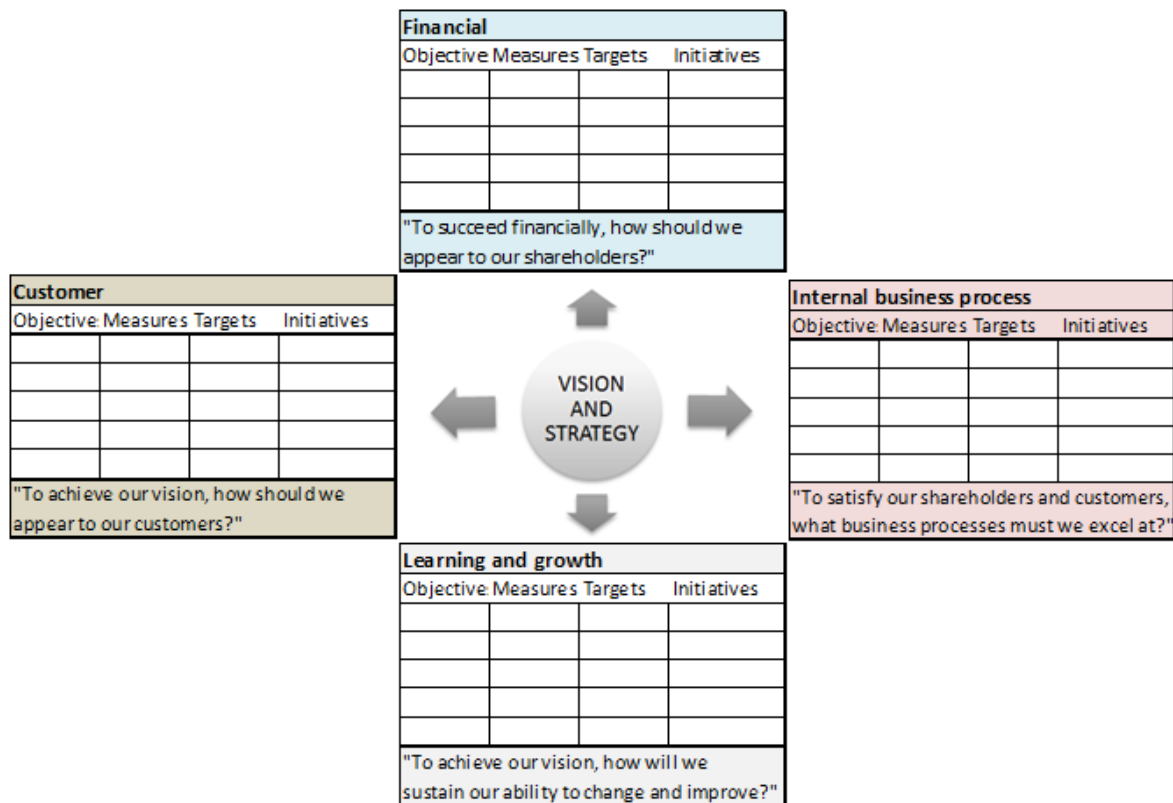 Financial
Objective Measures Targets Initiatives
"To succeed financially, how should we
appear to our shareholders?"
Customer
Objective: Measures Targets Initiatives
"To achieve our vision, how should we
appear to our customers?"
VISION
AND
STRATEGY
Internal business process
Objective: Measures Targets Initiatives
"To satisfy our shareholders and customers,
what business processes must we excel at?"
Learning and growth
Objective: Measures Targets Initiatives
"To achieve our vision, how will we
sustain our ability to change and improve?"